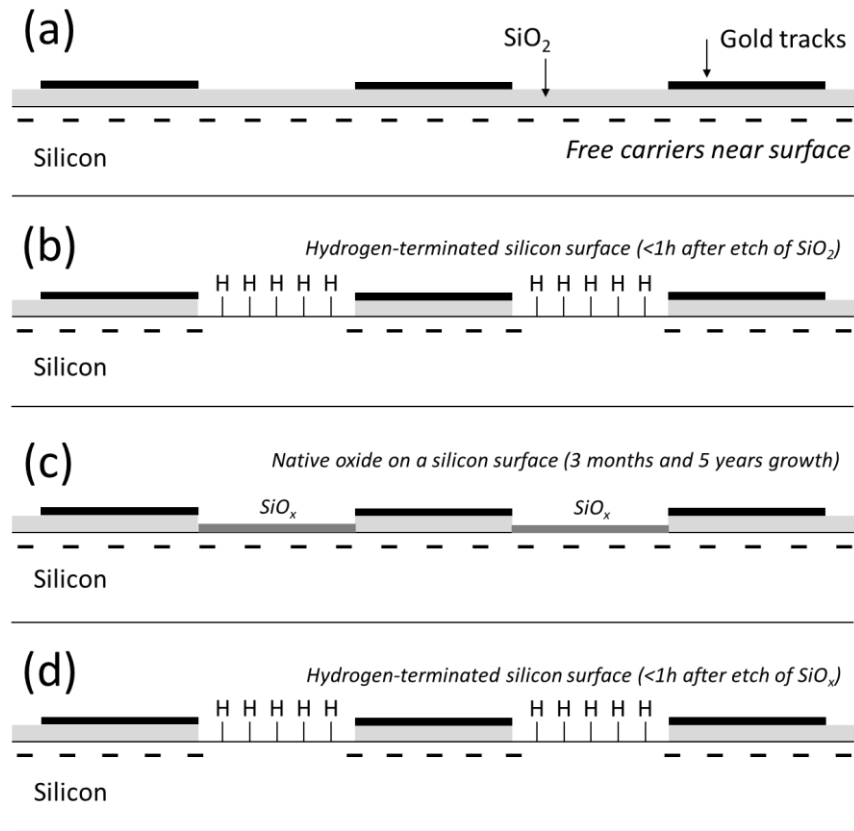 (a)
SiO₂
Gold tracks
Silicon
Free carriers near surface
(b)
Hydrogen-terminated silicon surface (<1h after etch of SiO₂)
H H H H H H H H H H
Silicon
(c)
Native oxide on a silicon surface (3 months and 5 years growth)
SiOₓ SiOₓ
Silicon
(d)
Hydrogen-terminated silicon surface (<1h after etch of SiOₓ)
H H H H H H H H H H
Silicon